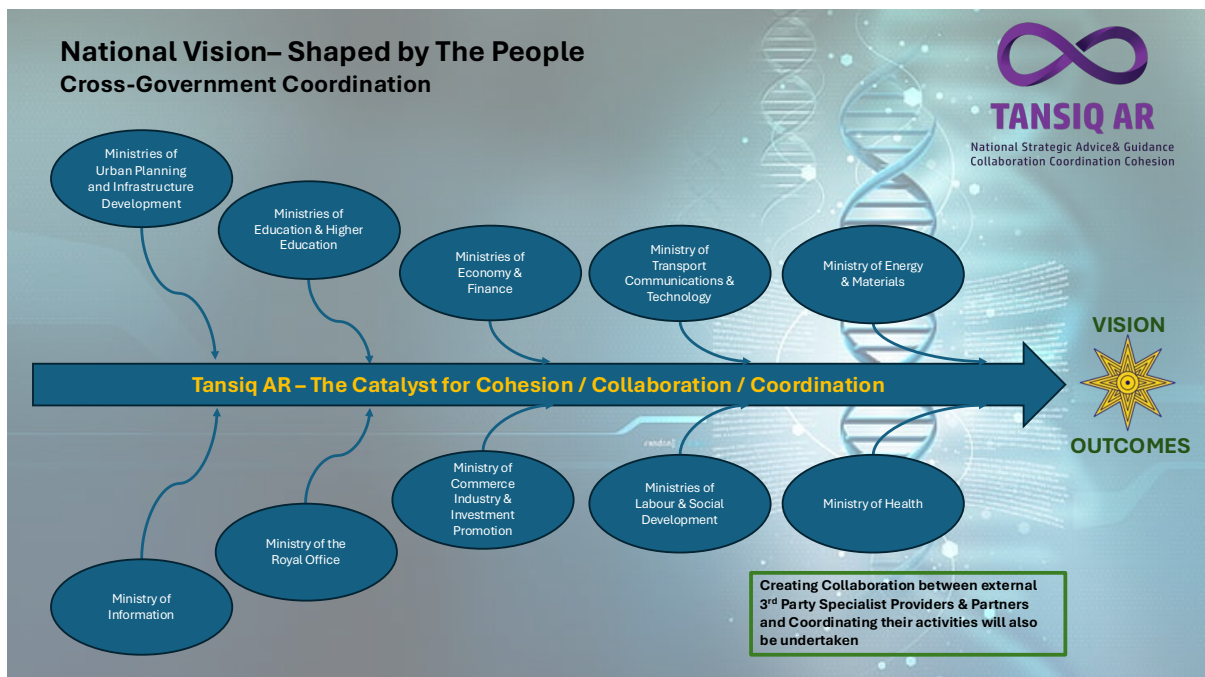 National Vision– Shaped by The People
Cross-Government Coordination
TANSIQ AR
National Strategic Advice& Guidance
Collaboration Coordination Cohesion
Ministries of
Urban Planning
and Infrastructure
Development
Ministries of
Education & Higher
Education
Ministries of
Economy &
Finance
Ministry of
Transport
Communications &
Technology
Ministry of Energy
& Materials
VISION
Tansiq AR – The Catalyst for Cohesion / Collaboration / Coordination
OUTCOMES
Ministry of
Information
Ministry of the
Royal Office
Ministry of
Commerce
Industry &
Investment
Promotion
Ministries of
Labour & Social
Development
Ministry of Health
Creating Collaboration between external
3rd Party Specialist Providers & Partners
and Coordinating their activities will also
be undertaken